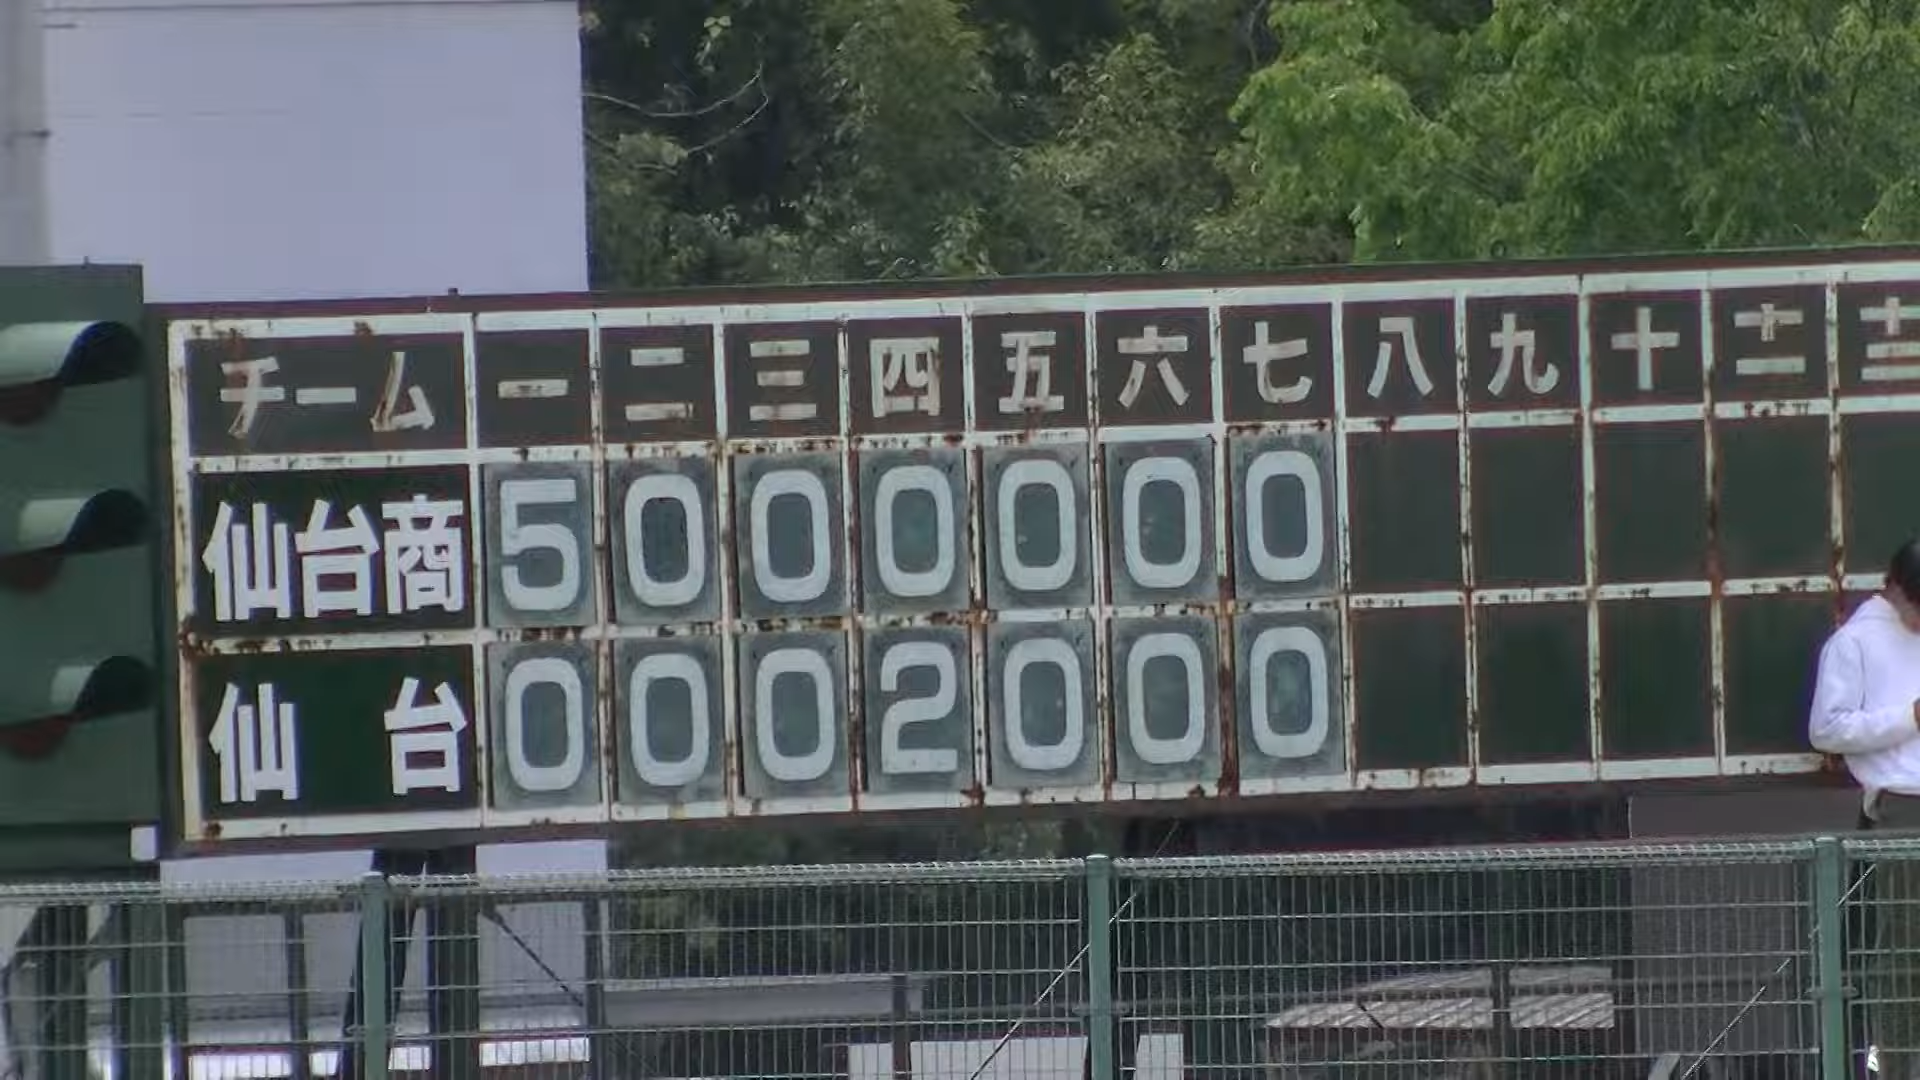 チーム 一 二 三 四 五 六 七 八 九 十 十一 十二
仙台商 5 0 0 0 0 0 0
仙台 0 0 0 2 0 0 0